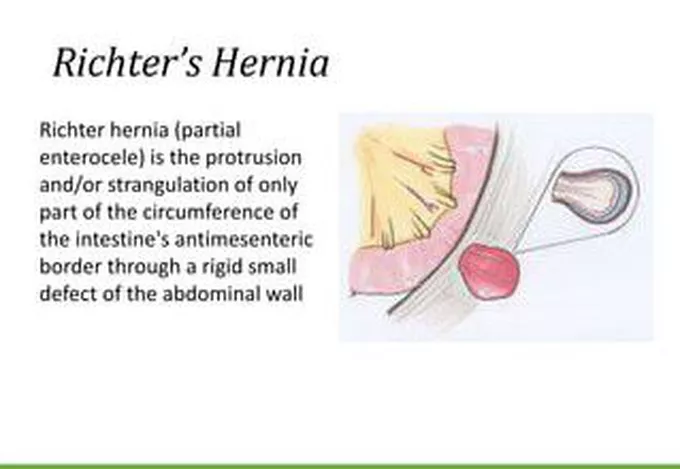 Richter’s Hernia
Richter hernia (partial
enterocele) is the protrusion
and/or strangulation of only
part of the circumference of
the intestine's antimesenteric
border through a rigid small
defect of the abdominal wall